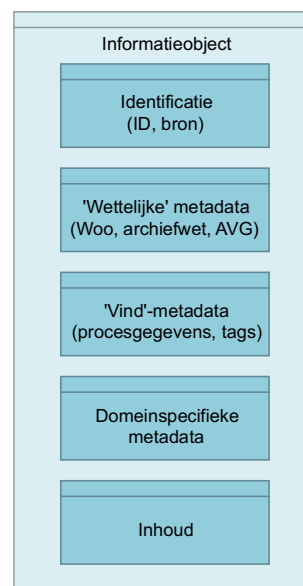 Informatieobject
Identificatie
(ID, bron)
'Wettelijke' metadata
(Woo, archiefwet, AVG)
'Vind'-metadata
(procesgegevens, tags)
Domeinspecifieke
metadata
Inhoud